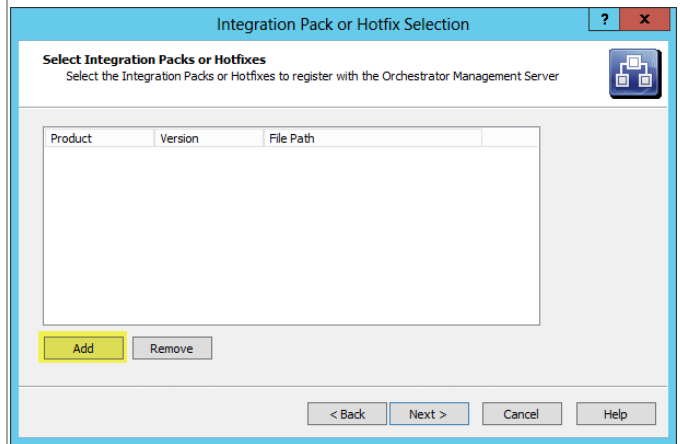 Integration Pack or Hotfix Selection ? x
Select Integration Packs or Hotfixes
Select the Integration Packs or Hotfixes to register with the Orchestrator Management Server
Product Version File Path
Add Remove
< Back Next > Cancel Help